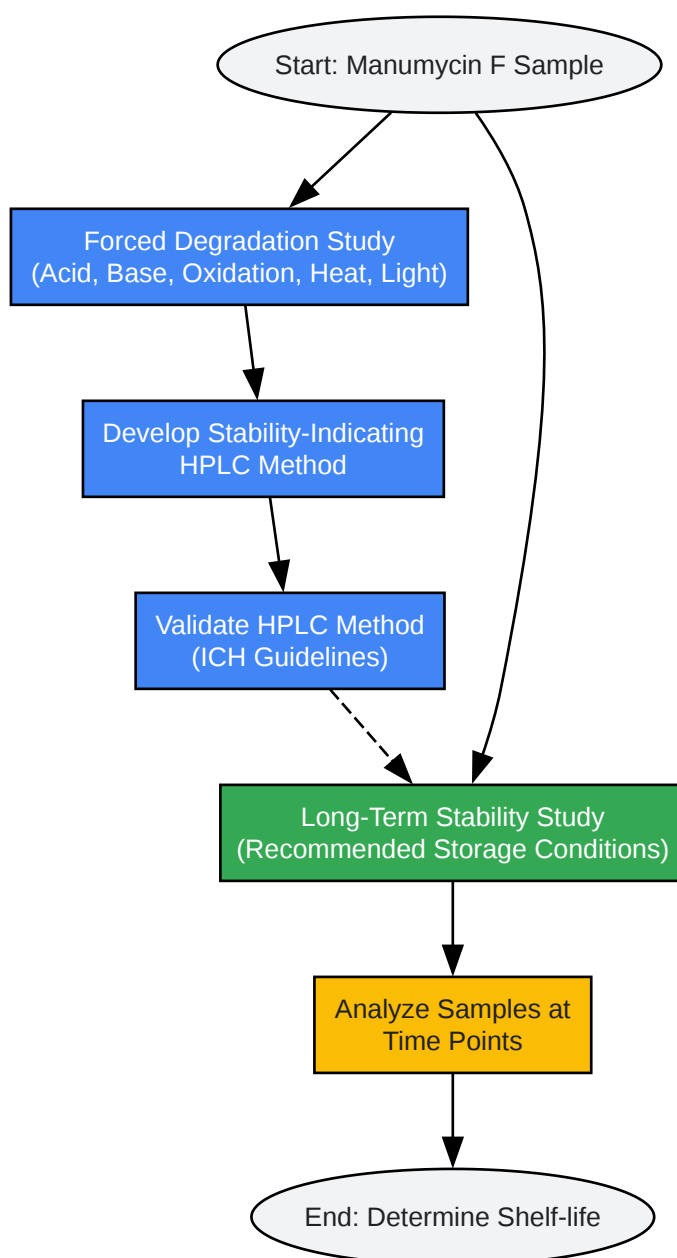 Start: Manumycin F Sample
Forced Degradation Study
(Acid, Base, Oxidation, Heat, Light)
Develop Stability-Indicating
HPLC Method
Validate HPLC Method
(ICH Guidelines)
Long-Term Stability Study
(Recommended Storage Conditions)
Analyze Samples at
Time Points
End: Determine Shelf-life